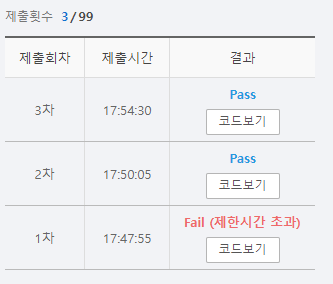 제출횟수 3/99
제출회차 제출시간 결과
3차 17:54:30 Pass
코드보기
2차 17:50:05 Pass
코드보기
1차 17:47:55 Fail (제한시간 초과)
코드보기